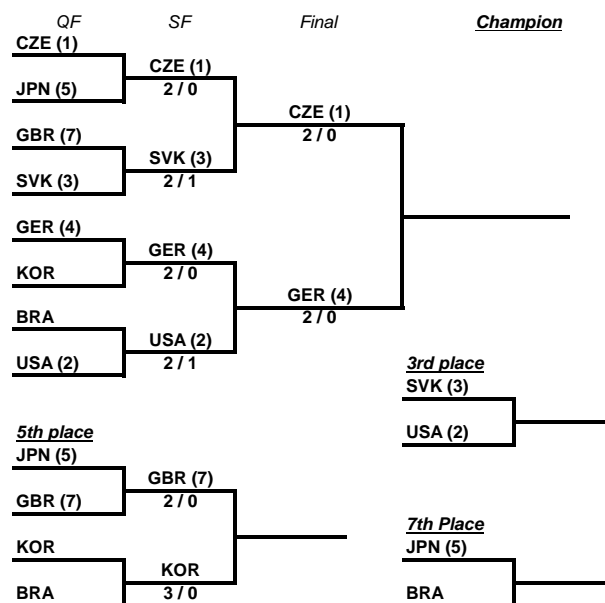 QF SF Final Champion
CZE (1)
CZE (1)
JPN (5) 2 / 0
CZE (1)
GBR (7) 2 / 0
SVK (3)
SVK (3) 2 / 1
GER (4)
GER (4)
KOR 2 / 0
GER (4)
BRA 2 / 0
USA (2)
USA (2) 2 / 1
3rd place
SVK (3)
5th place USA (2)
JPN (5)
GBR (7)
GBR (7) 2 / 0
7th Place
KOR JPN (5)
KOR
BRA 3 / 0 BRA